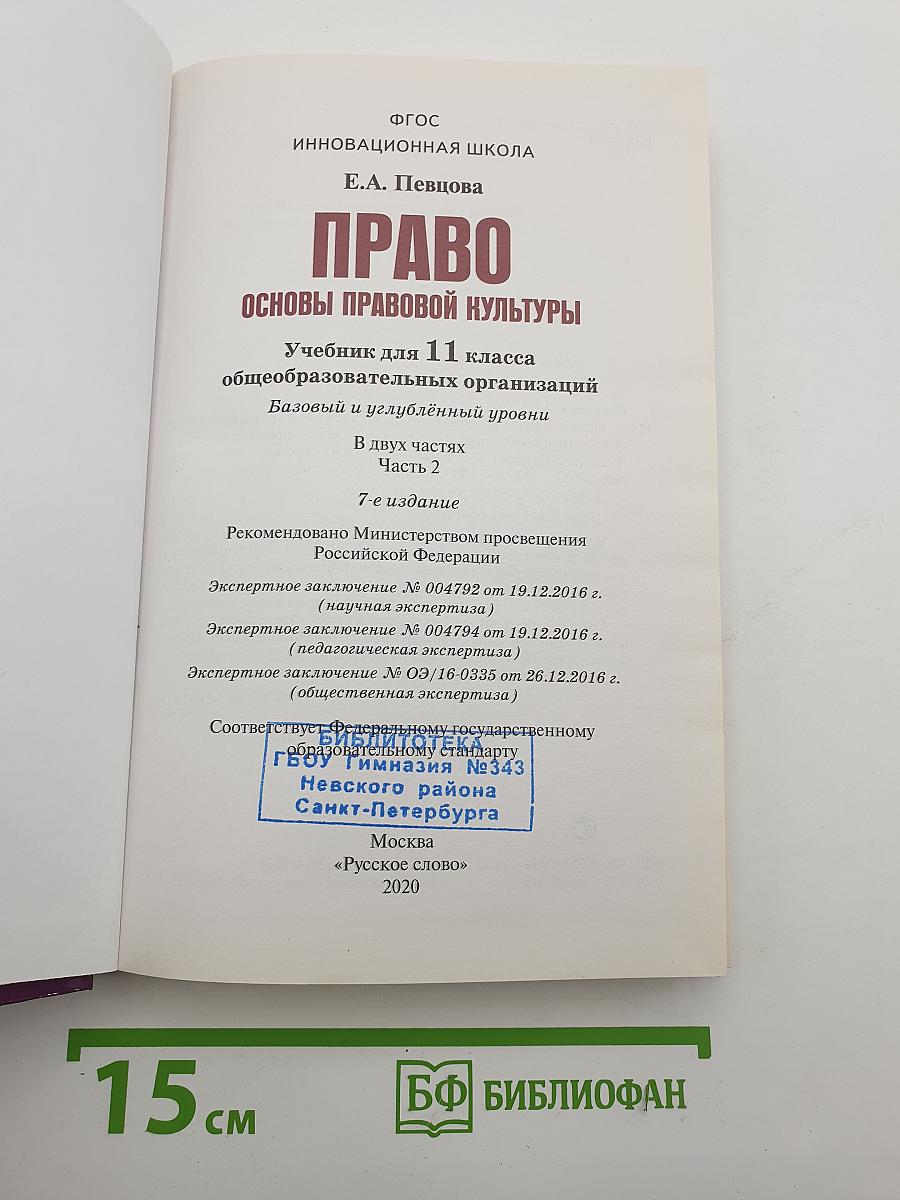 ФГОС
ИННОВАЦИОННАЯ ШКОЛА
Е.А. Певцова
ПРАВО
ОСНОВЫ ПРАВОВОЙ КУЛЬТУРЫ
Учебник для 11 класса
общеобразовательных организаций
Базовый и углублённый уровни
В двух частях
Часть 2
7-е издание
Рекомендовано Министерством просвещения
Российской Федерации
Экспертное заключение № 004792 от 19.12.2016 г.
(научная экспертиза)
Экспертное заключение № 004794 от 19.12.2016 г.
(педагогическая экспертиза)
Экспертное заключение № ОЭ/16-0335 от 26.12.2016 г.
(общественная экспертиза)
Соответствует Федеральному государственному
образовательному стандарту
БИБЛИТОТЕКА
ГБОУ Гимназия №343
Невского района
Санкт-Петербурга
Москва
«Русское слово»
2020
15 см
БФ БИБЛИОФАН